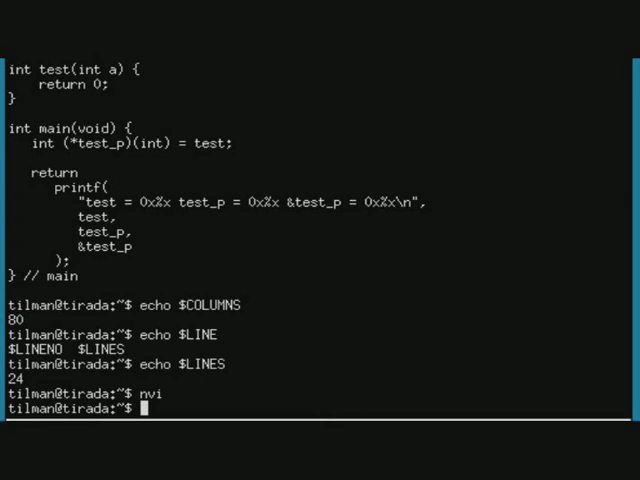 int test(int a) {
    return 0;
}

int main(void) {
   int (*test_p)(int) = test;

   return
      printf(
         "test = 0x%x test_p = 0x%x &test_p = 0x%x\n",
         test,
         test_p,
         &test_p
      );
} // main

tilman@tirada:~$ echo $COLUMNS
80
tilman@tirada:~$ echo $LINE
$LINENO  $LINES
tilman@tirada:~$ echo $LINES
24
tilman@tirada:~$ nvi
tilman@tirada:~$